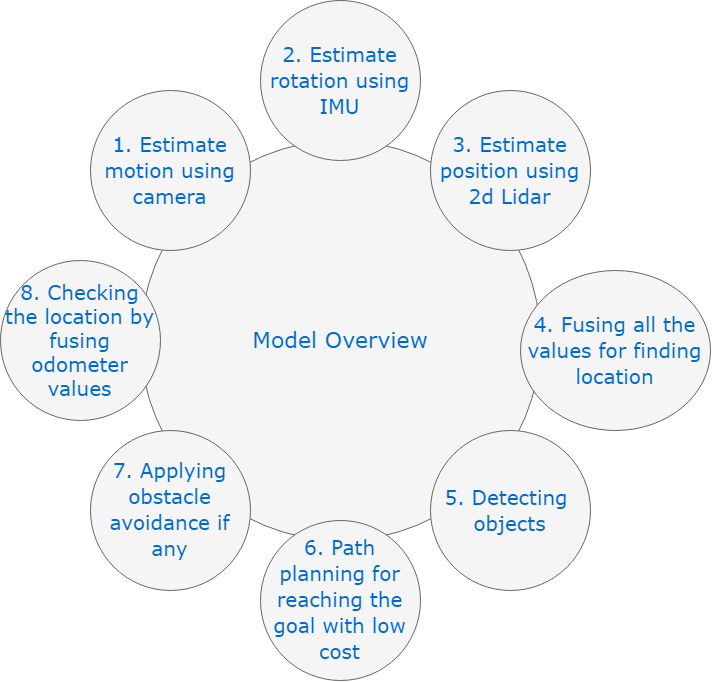 1. Estimate
motion using
camera
2. Estimate
rotation using
IMU
3. Estimate
position using
2d Lidar
4. Fusing all the
values for finding
location
5. Detecting
objects
6. Path
planning for
reaching the
goal with low
cost
7. Applying
obstacle
avoidance if
any
8. Checking
the location by
fusing
odometer
values
Model Overview